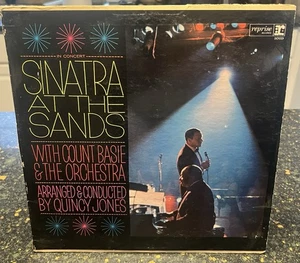 IN CONCERT
SINATRA
AT THE
SANDS
WITH COUNT BASIE
& THE ORCHESTRA
ARRANGED & CONDUCTED
BY QUINCY JONES
reprise